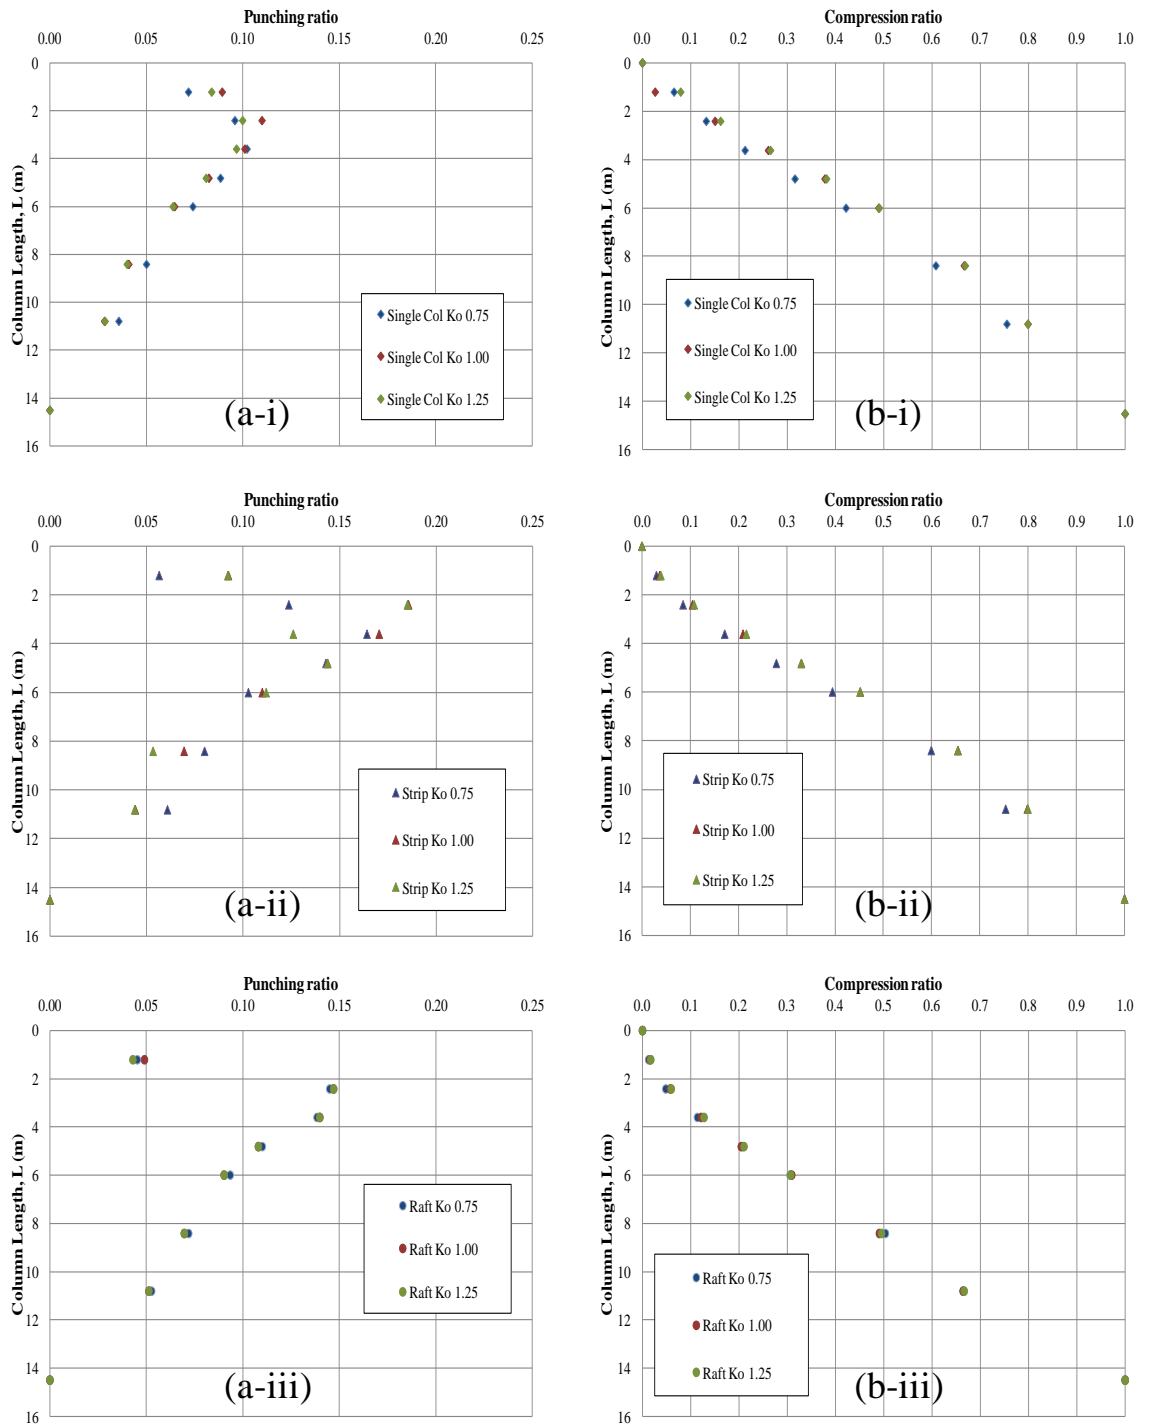 Punching ratio
0.00 0.05 0.10 0.15 0.20 0.25
0
2
4
6
8
10
12
14
16
Column Length, L (m)
Single Col Ko 0.75
Single Col Ko 1.00
Single Col Ko 1.25
(a-i)
Compression ratio
0.0 0.1 0.2 0.3 0.4 0.5 0.6 0.7 0.8 0.9 1.0
0
2
4
6
8
10
12
14
16
Column Length, L (m)
Single Col Ko 0.75
Single Col Ko 1.00
Single Col Ko 1.25
(b-i)
Punching ratio
0.00 0.05 0.10 0.15 0.20 0.25
0
2
4
6
8
10
12
14
16
Column Length, L (m)
Strip Ko 0.75
Strip Ko 1.00
Strip Ko 1.25
(a-ii)
Compression ratio
0.0 0.1 0.2 0.3 0.4 0.5 0.6 0.7 0.8 0.9 1.0
0
2
4
6
8
10
12
14
16
Column Length, L (m)
Strip Ko 0.75
Strip Ko 1.00
Strip Ko 1.25
(b-ii)
Punching ratio
0.00 0.05 0.10 0.15 0.20 0.25
0
2
4
6
8
10
12
14
16
Column Length, L (m)
Raft Ko 0.75
Raft Ko 1.00
Raft Ko 1.25
(a-iii)
Compression ratio
0.0 0.1 0.2 0.3 0.4 0.5 0.6 0.7 0.8 0.9 1.0
0
2
4
6
8
10
12
14
16
Column Length, L (m)
Raft Ko 0.75
Raft Ko 1.00
Raft Ko 1.25
(b-iii)